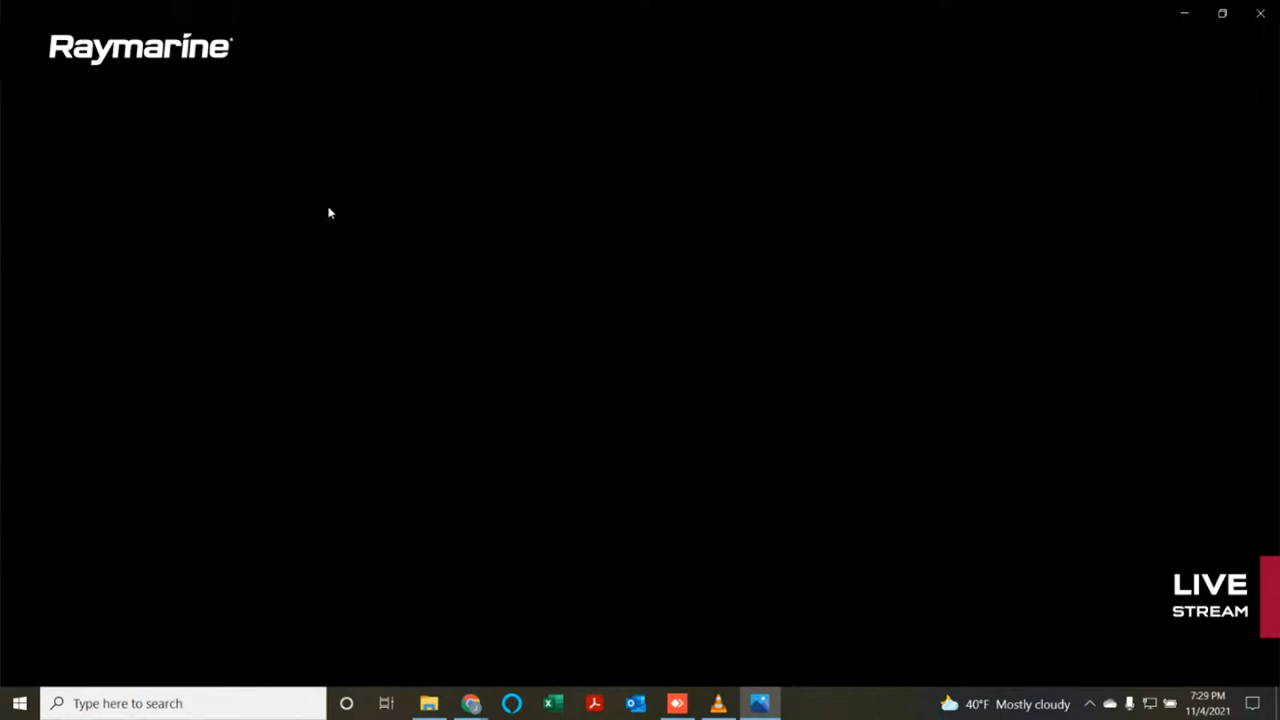 Raymarine
LIVE
STREAM
Type here to search
40°F Mostly cloudy
7:29 PM
11/4/2021